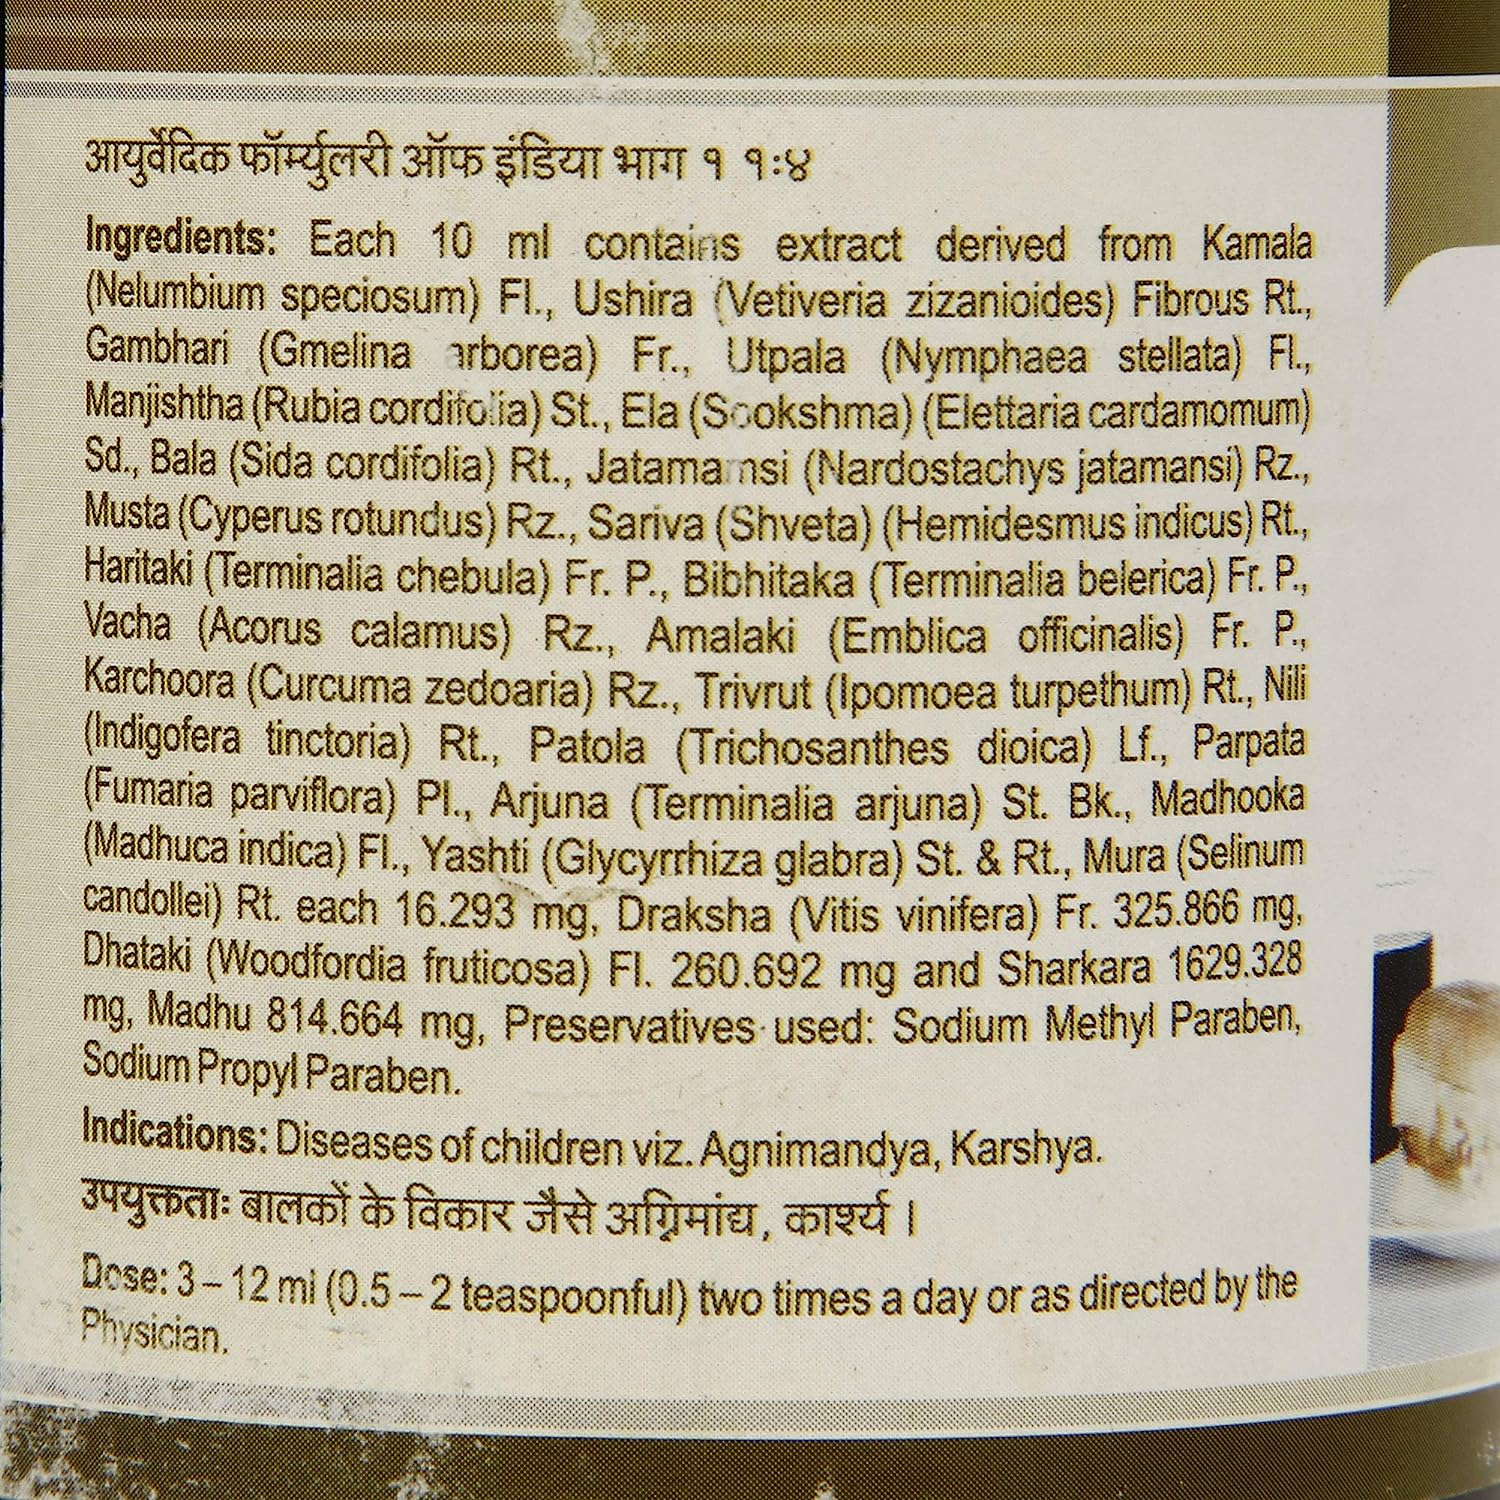 आयुर्वेदिक फॉर्म्युलरी ऑफ इंडिया भाग १ १:४
Ingredients: Each 10 ml contains extract derived from Kamala
(Nelumbium speciosum) Fl., Ushira (Vetiveria zizanioides) Fibrous Rt.,
Gambhari (Gmelina arborea) Fr., Utpala (Nymphaea stellata) Fl.,
Manjishtha (Rubia cordifolia) St., Ela (Sookshma) (Elettaria cardamomum)
Sd., Bala (Sida cordifolia) Rt., Jatamamnsi (Nardostachys jatamansi) Rz.,
Musta (Cyperus rotundus) Rz., Sariva (Shveta) (Hemidesmus indicus) Rt.,
Haritaki (Terminalia chebula) Fr. P., Bibhitaka (Terminalia belerica) Fr. P.,
Vacha (Acorus calamus) Rz., Amalaki (Emblica officinalis) Fr. P.,
Karchoora (Curcuma zedoaria) Rz., Trivrut (Ipomoea turpethum) Rt., Nili
(Indigofera tinctoria) Rt., Patola (Trichosanthes dioica) Lf., Parpata
(Fumaria parviflora) Pl., Arjuna (Terminalia arjuna) St. Bk., Madhooka
(Madhuca indica) Fl., Yashti (Glycyrrhiza glabra) St. & Rt., Mura (Selinum
candollei) Rt. each 16.293 mg, Draksha (Vitis vinifera) Fr. 325.866 mg,
Dhataki (Woodfordia fruticosa) Fl. 260.692 mg and Sharkara 1629.328
mg, Madhu 814.664 mg, Preservatives used: Sodium Methyl Paraben,
Sodium Propyl Paraben.
Indications: Diseases of children viz. Agnimandya, Karshya.
उपयुक्तता: बालकों के विकार जैसे अग्निमांद्य, कार्श्य ।
Dose: 3 – 12 ml (0.5 – 2 teaspoonful) two times a day or as directed by the
Physician.